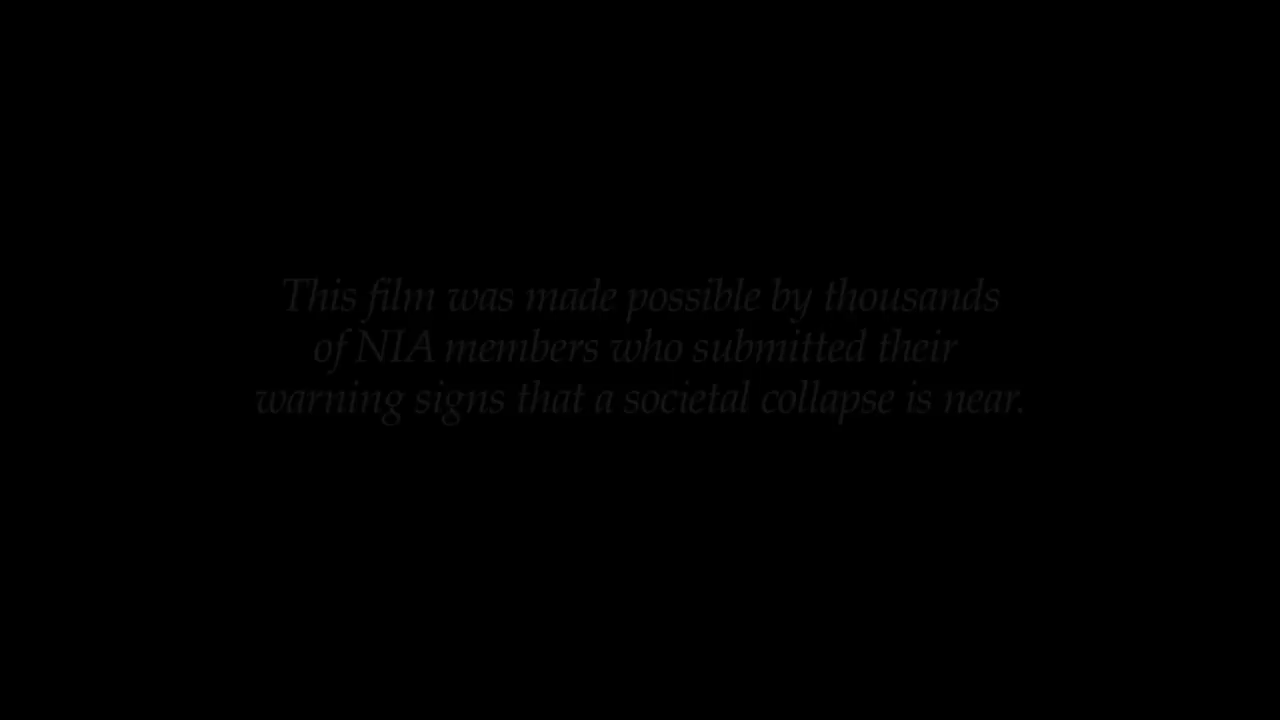 This film was made possible by thousands
of NIA members who submitted their
warning signs that a societal collapse is near.